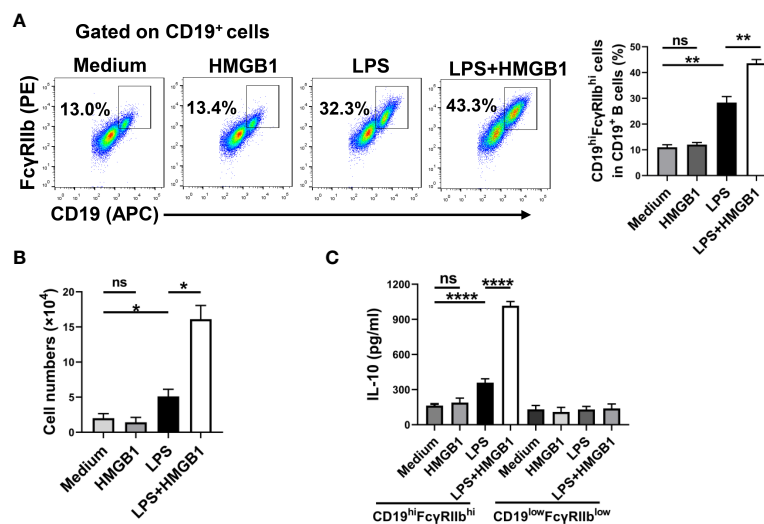 A
Gated on CD19⁺ cells
Medium HMGB1 LPS LPS+HMGB1
FcγRIIb (PE)
13.0% 13.4% 32.3% 43.3%
CD19 (APC)
CD19ʰⁱFcγRIIbʰⁱ cells
in CD19⁺ B cells (%)
50
40
30
20
10
0
ns **
**
Medium HMGB1 LPS LPS+HMGB1
B
Cell numbers (×10⁴)
20
15
10
5
0
ns *
*
Medium HMGB1 LPS LPS+HMGB1
C
IL-10 (pg/ml)
1200
900
600
300
0
ns ****
****
Medium HMGB1 LPS LPS+HMGB1 Medium HMGB1 LPS LPS+HMGB1
CD19ʰⁱFcγRIIbʰⁱ CD19ˡᵒʷFcγRIIbˡᵒʷ